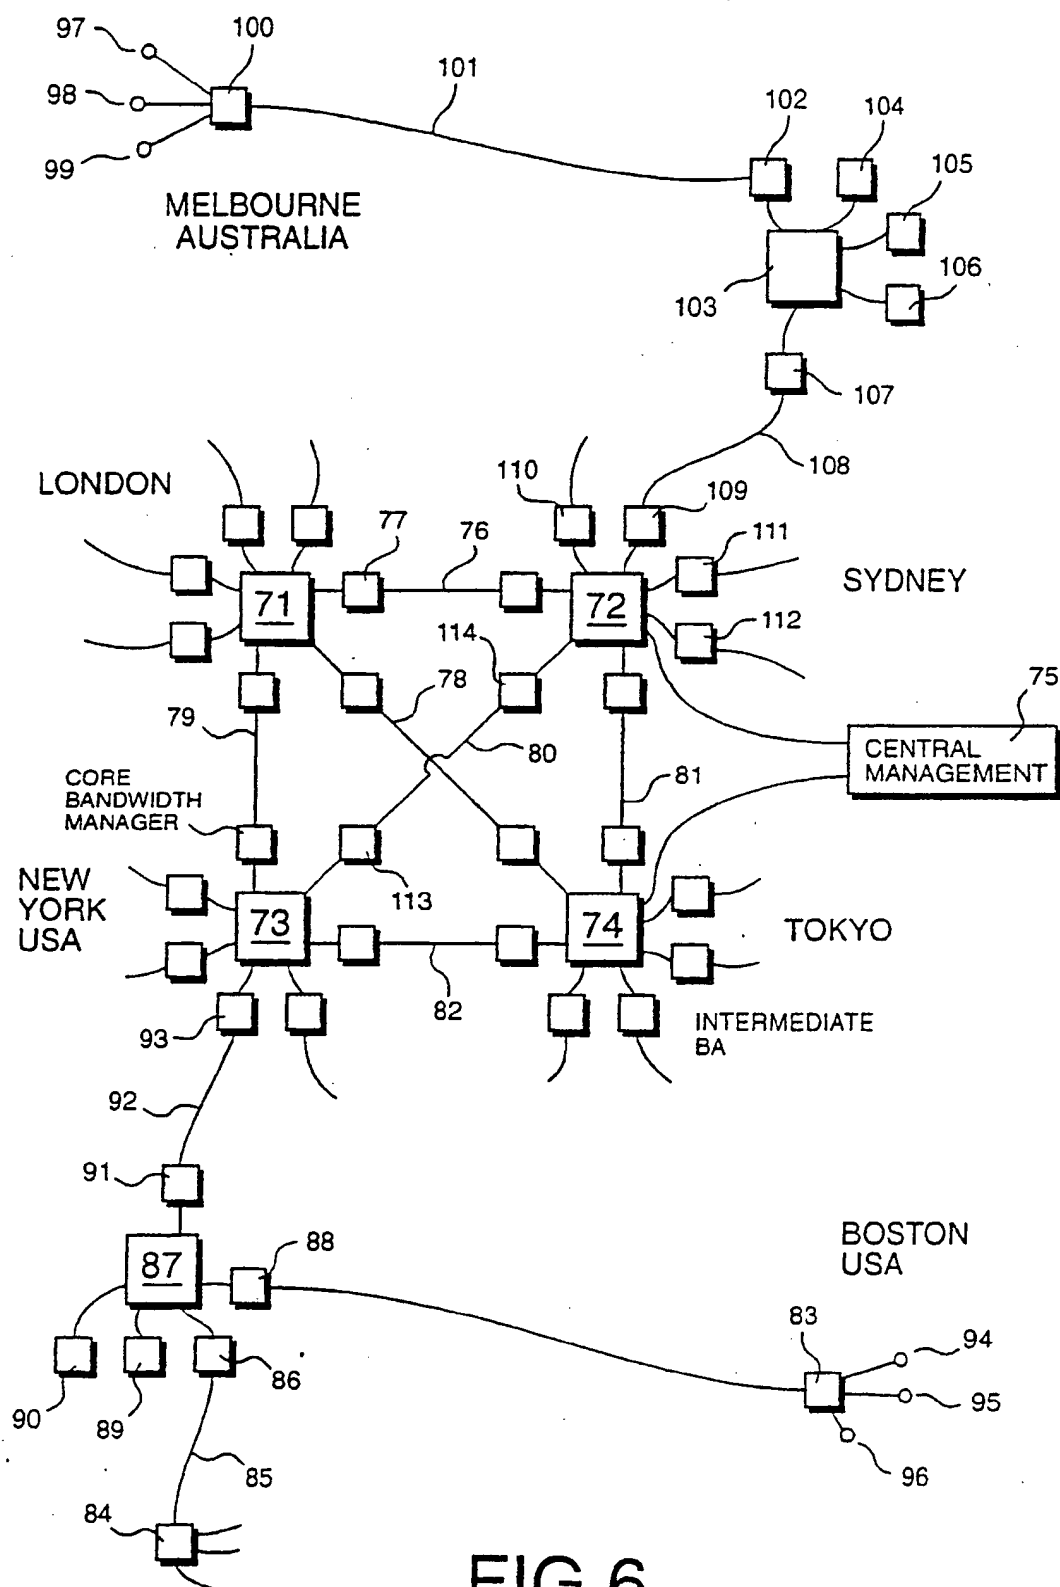 97
100
98
101
99
102
104
105
MELBOURNE
AUSTRALIA
106
103
107
108
LONDON
110
109
77
76
111
SYDNEY
71
72
112
114
75
78
79
80
CENTRAL
MANAGEMENT
81
CORE
BANDWIDTH
MANAGER
NEW
YORK
USA
113
73
74
TOKYO
82
93
INTERMEDIATE
BA
92
91
BOSTON
USA
88
87
83
94
95
86
90
89
96
85
84
FIG 6